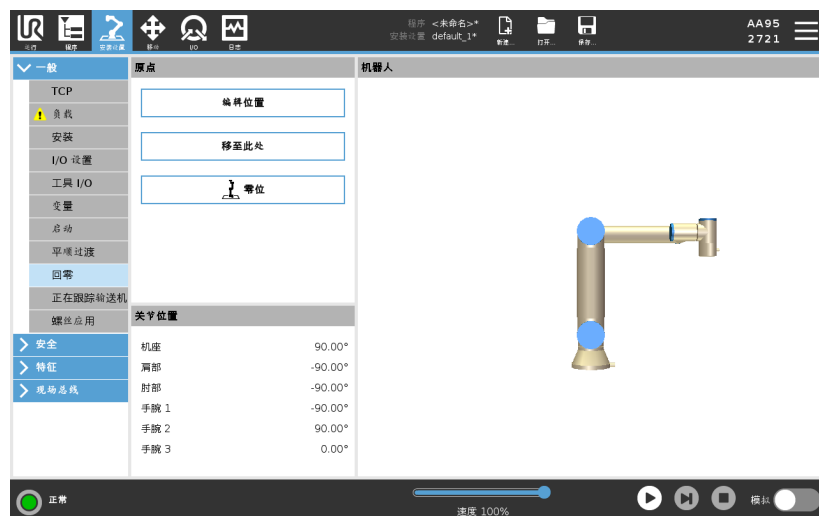 UR
运行 程序 安装设置 移动 I/O 日志
程序 <未命名>*
安装设置 default_1*
新建... 打开... 保存...
AA95
2721
一般
TCP
负载
安装
I/O 设置
工具 I/O
变量
启动
平顺过渡
回零
正在跟踪输送机
螺丝应用
安全
特征
现场总线
原点
编辑位置
移至此处
零位
关节位置
机座 90.00°
肩部 -90.00°
肘部 -90.00°
手腕 1 -90.00°
手腕 2 90.00°
手腕 3 0.00°
机器人
正常
速度 100%
模拟